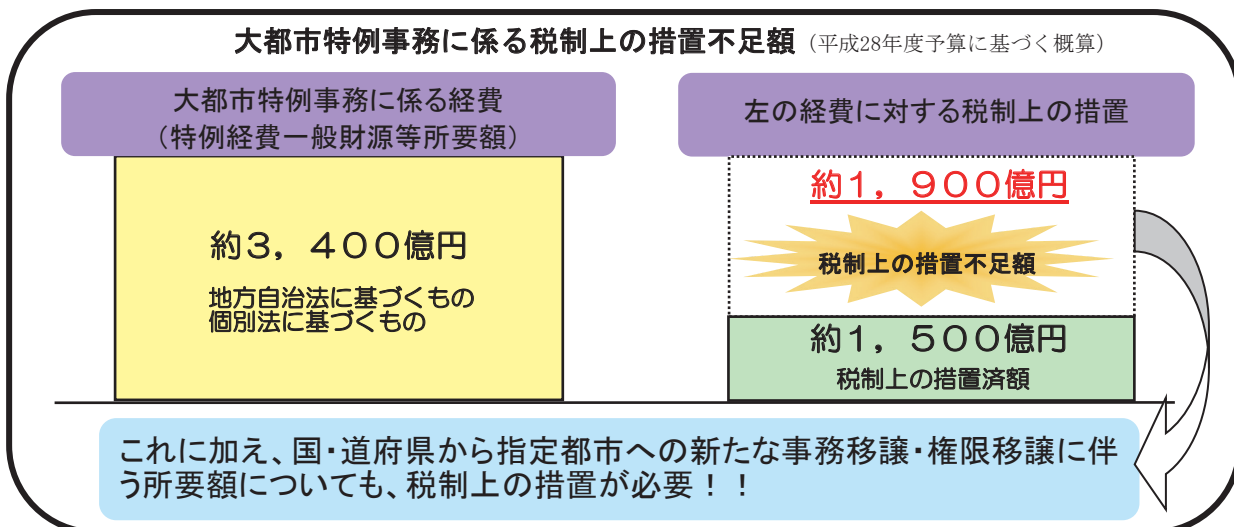 大都市特例事務に係る税制上の措置不足額（平成28年度予算に基づく概算）
大都市特例事務に係る経費
（特例経費一般財源等所要額）
約３，４００億円
地方自治法に基づくもの
個別法に基づくもの
左の経費に対する税制上の措置
約１，９００億円
税制上の措置不足額
約１，５００億円
税制上の措置済額
これに加え、国・道府県から指定都市への新たな事務移譲・権限移譲に伴
う所要額についても、税制上の措置が必要！！